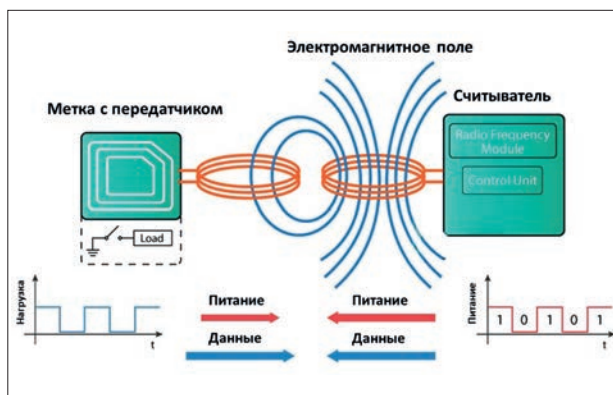 Электромагнитное поле
Метка с передатчиком
Считыватель
Radio Frequency
Module
Control Unit
Load
Нагрузка
t
Питание
Данные
Питание
Данные
Питание
1 0 1 0 1
t